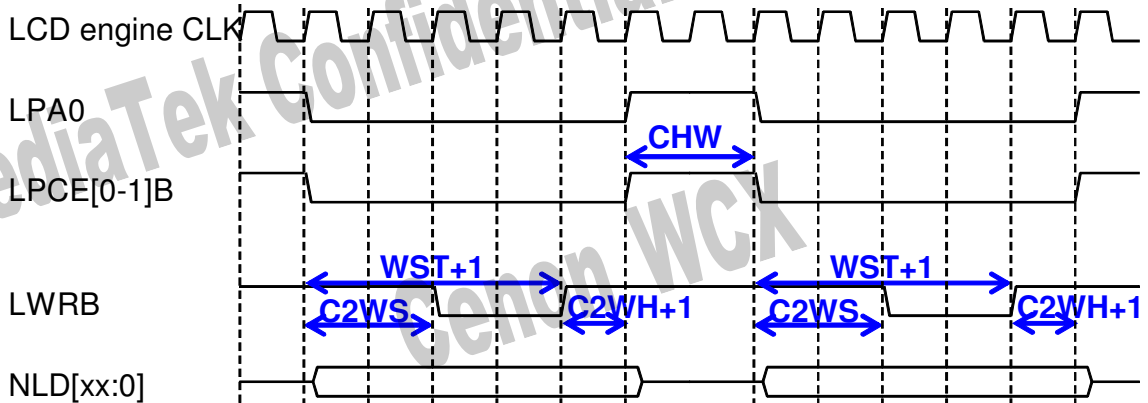 LCD engine CLK
LPA0
CHW
LPCE[0-1]B
WST+1 WST+1
LWRB C2WS C2WH+1 C2WS C2WH+1
NLD[xx:0]
MediaTek Confidential
Cenon WCX